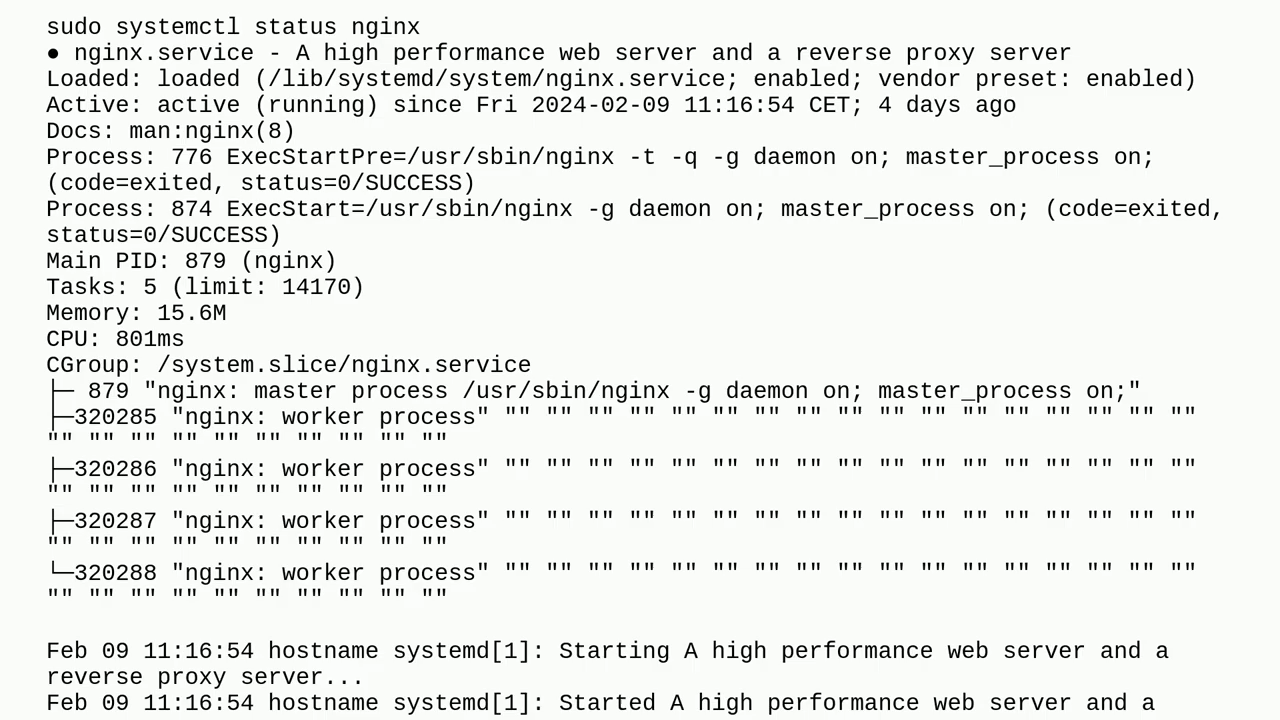 sudo systemctl status nginx
● nginx.service - A high performance web server and a reverse proxy server
Loaded: loaded (/lib/systemd/system/nginx.service; enabled; vendor preset: enabled)
Active: active (running) since Fri 2024-02-09 11:16:54 CET; 4 days ago
Docs: man:nginx(8)
Process: 776 ExecStartPre=/usr/sbin/nginx -t -q -g daemon on; master_process on;
(code=exited, status=0/SUCCESS)
Process: 874 ExecStart=/usr/sbin/nginx -g daemon on; master_process on; (code=exited,
status=0/SUCCESS)
Main PID: 879 (nginx)
Tasks: 5 (limit: 14170)
Memory: 15.6M
CPU: 801ms
CGroup: /system.slice/nginx.service
├─ 879 "nginx: master process /usr/sbin/nginx -g daemon on; master_process on;"
├─320285 "nginx: worker process" "" "" "" "" "" "" "" "" "" "" "" "" "" "" "" "" ""
"" "" "" "" "" "" "" "" "" ""
├─320286 "nginx: worker process" "" "" "" "" "" "" "" "" "" "" "" "" "" "" "" "" ""
"" "" "" "" "" "" "" "" "" ""
├─320287 "nginx: worker process" "" "" "" "" "" "" "" "" "" "" "" "" "" "" "" "" ""
"" "" "" "" "" "" "" "" "" ""
└─320288 "nginx: worker process" "" "" "" "" "" "" "" "" "" "" "" "" "" "" "" "" ""
"" "" "" "" "" "" "" "" "" ""
Feb 09 11:16:54 hostname systemd[1]: Starting A high performance web server and a
reverse proxy server...
Feb 09 11:16:54 hostname systemd[1]: Started A high performance web server and a